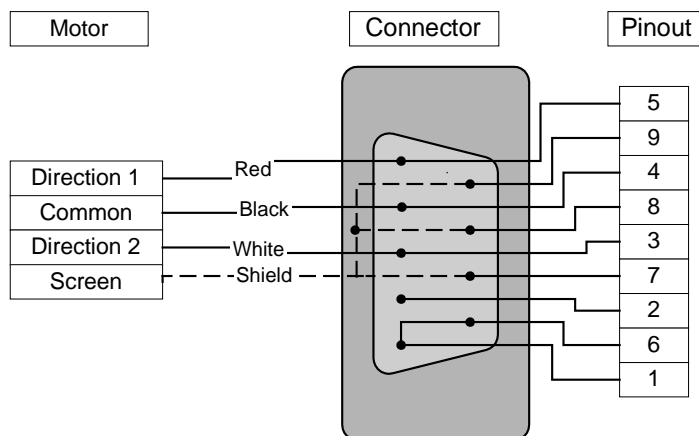 Motor Connector Pinout
5
9
Red
4
Direction 1
Common Black
8
Direction 2 White
3
Screen Shield
7
2
6
1